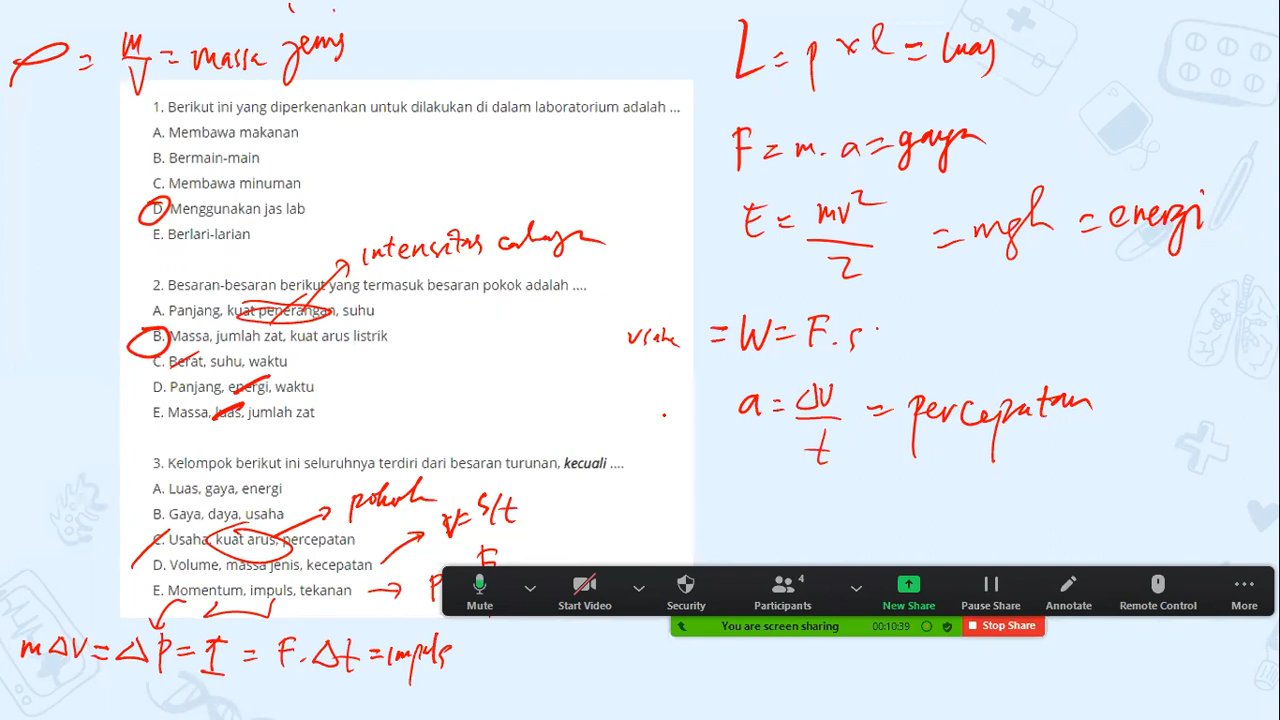 ρ = m/V = massa jenis
L = p x l = luas
1. Berikut ini yang diperkenankan untuk dilakukan di dalam laboratorium adalah ...
A. Membawa makanan
B. Bermain-main
C. Membawa minuman
D. Menggunakan jas lab
E. Berlari-larian
F = m. a = gaya
E = mv²/2 = mgh = energi
intensitas cahaya
2. Besaran-besaran berikut yang termasuk besaran pokok adalah ....
A. Panjang, kuat penerangan, suhu
B. Massa, jumlah zat, kuat arus listrik
C. Berat, suhu, waktu
D. Panjang, energi, waktu
E. Massa, luas, jumlah zat
usaha = W = F. s
a = ΔV/t = percepatan
3. Kelompok berikut ini seluruhnya terdiri dari besaran turunan, kecuali ....
A. Luas, gaya, energi
B. Gaya, daya, usaha
C. Usaha, kuat arus, percepatan
D. Volume, massa jenis, kecepatan
E. Momentum, impuls, tekanan
pokok
v = s/t
P
F
mΔV = ΔP = I = F. Δt = impuls
4
Mute
Start Video
Security
Participants
New Share
Pause Share
Annotate
Remote Control
More
You are screen sharing
00:10:39
Stop Share